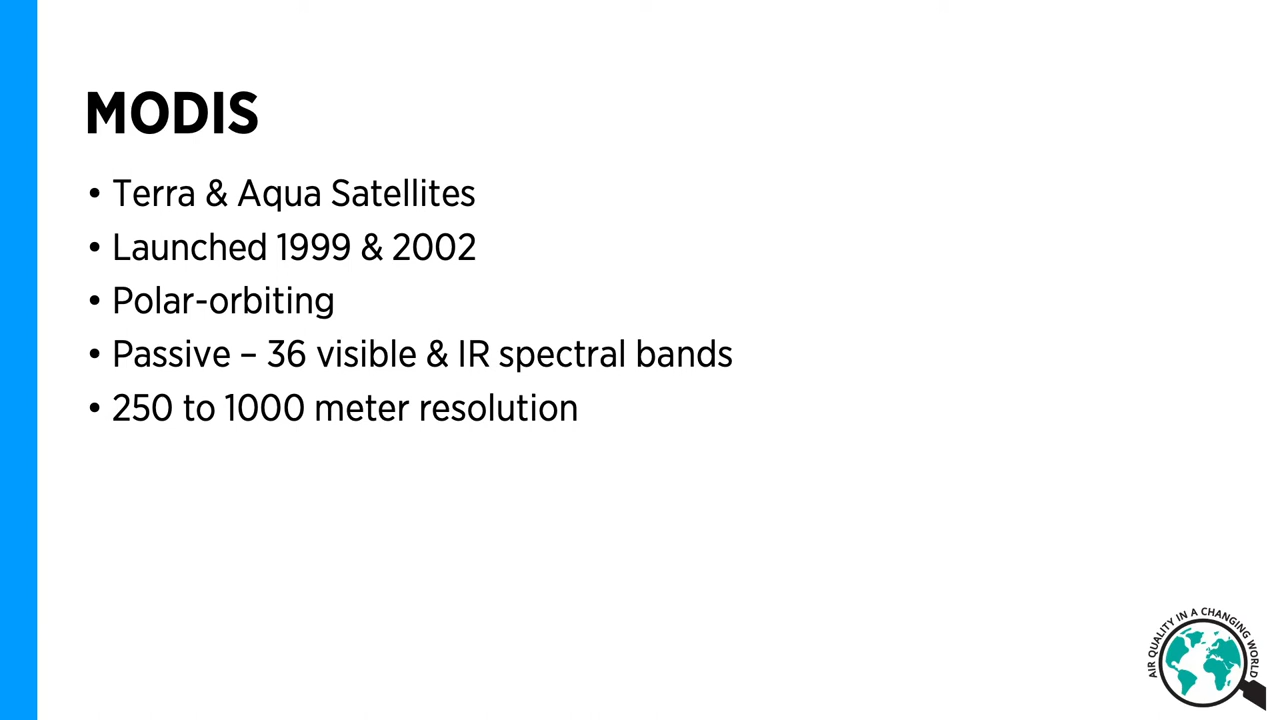 MODIS
• Terra & Aqua Satellites
• Launched 1999 & 2002
• Polar-orbiting
• Passive – 36 visible & IR spectral bands
• 250 to 1000 meter resolution
AIR QUALITY IN A CHANGING WORLD